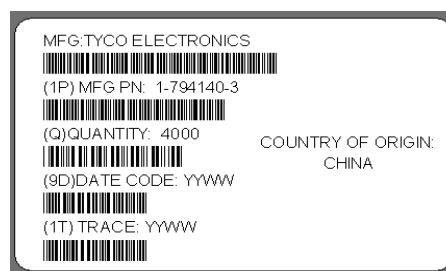 MFG:TYCO ELECTRONICS
(1P) MFG PN:  1-794140-3
(Q)QUANTITY:  4000
COUNTRY OF ORIGIN:
CHINA
(9D)DATE CODE: YYWW
(1T) TRACE: YYWW